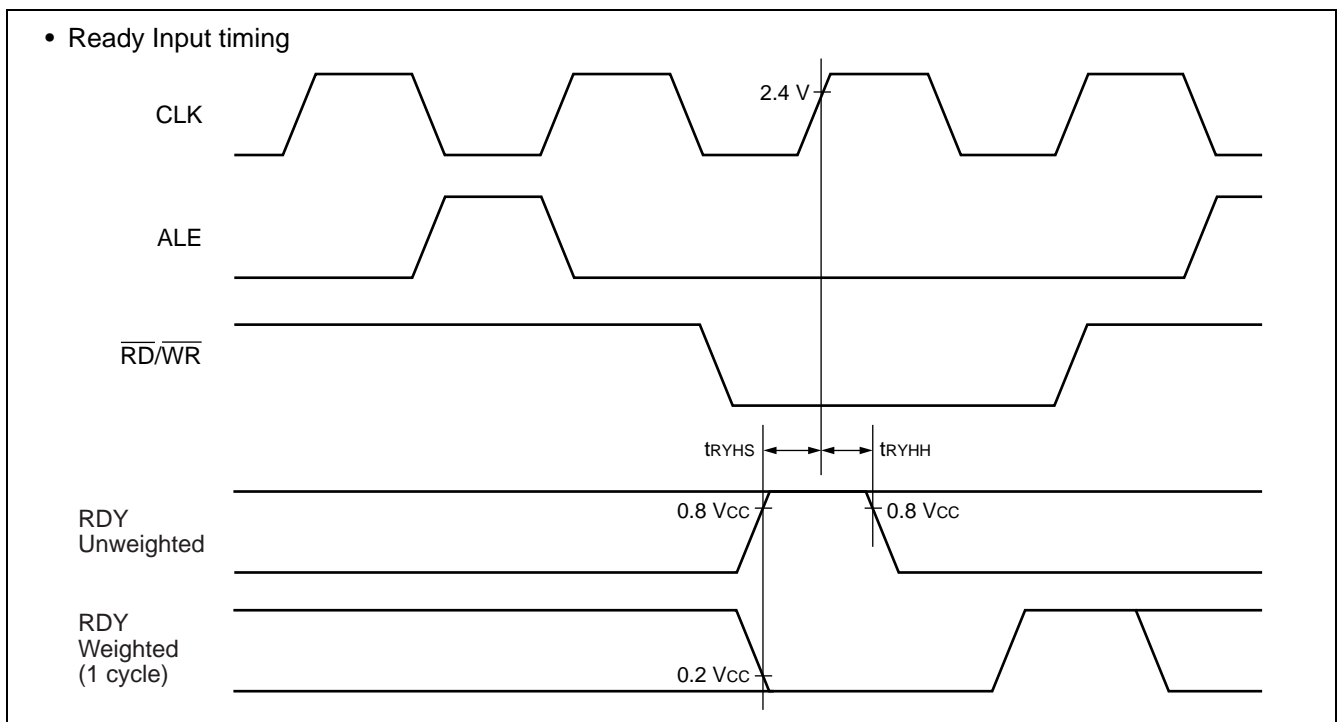 • Ready Input timing
CLK
2.4 V
ALE
RD/WR
tRYHS
tRYHH
RDY
Unweighted
0.8 VCC
0.8 VCC
RDY
Weighted
(1 cycle)
0.2 VCC